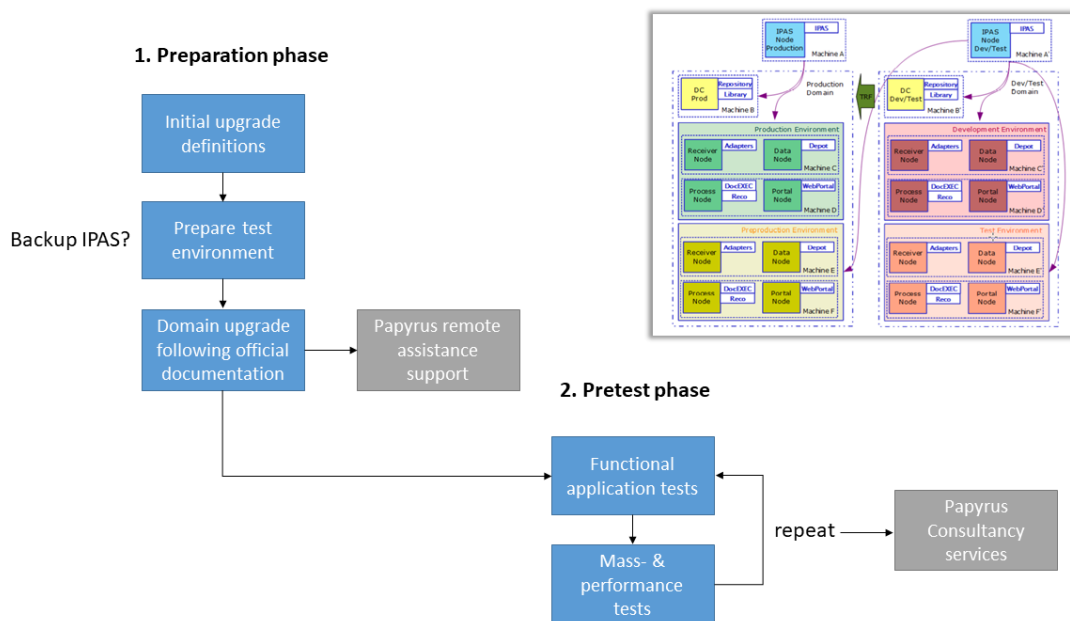 1. Preparation phase
Initial upgrade
definitions
Backup IPAS?
Prepare test
environment
Domain upgrade
following official
documentation
Papyrus remote
assistance
support
2. Pretest phase
Functional
application tests
Mass- &
performance
tests
repeat
Papyrus
Consultancy
services
IPAS
Node
Production
IPAS
Machine A
IPAS
Node
Dev/Test
IPAS
Machine A'
DC
Prod
Repository
Library
Machine B
Production
Domain
TRF
DC
Dev/Test
Repository
Library
Machine B'
Dev/Test
Domain
Production Environment
Receiver
Node
Adapters
Data
Node
Depot
Machine C
Process
Node
DocEXEC
Reco
Portal
Node
WebPortal
Machine D
Preproduction Environment
Receiver
Node
Adapters
Data
Node
Depot
Machine E
Process
Node
DocEXEC
Reco
Portal
Node
WebPortal
Machine F
Development Environment
Receiver
Node
Adapters
Data
Node
Depot
Machine C'
Process
Node
DocEXEC
Reco
Portal
Node
WebPortal
Machine D'
Test Environment
Receiver
Node
Adapters
Data
Node
Depot
Machine E'
Process
Node
DocEXEC
Reco
Portal
Node
WebPortal
Machine F'